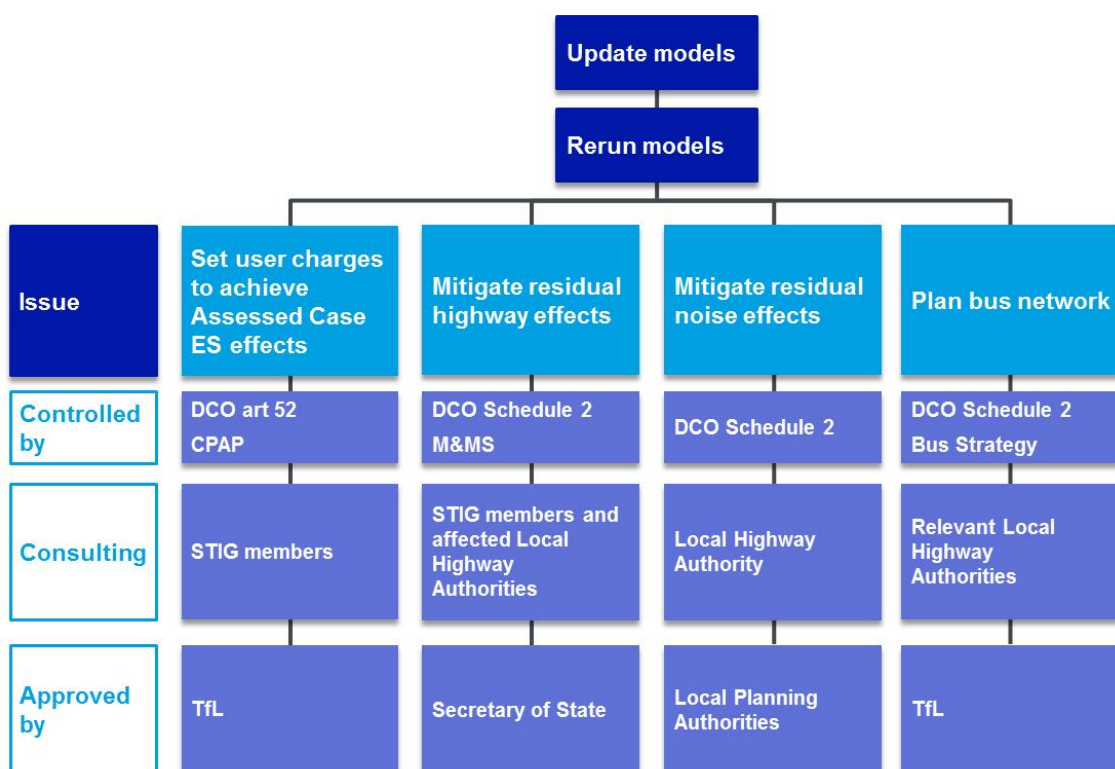 Update models
Rerun models
Issue
Set user charges
to achieve
Assessed Case
ES effects
Mitigate residual
highway effects
Mitigate residual
noise effects
Plan bus network
Controlled
by
DCO art 52
CPAP
DCO Schedule 2
M&MS
DCO Schedule 2
DCO Schedule 2
Bus Strategy
Consulting
STIG members
STIG members and
affected Local
Highway
Authorities
Local Highway
Authority
Relevant Local
Highway
Authorities
Approved
by
TfL
Secretary of State
Local Planning
Authorities
TfL